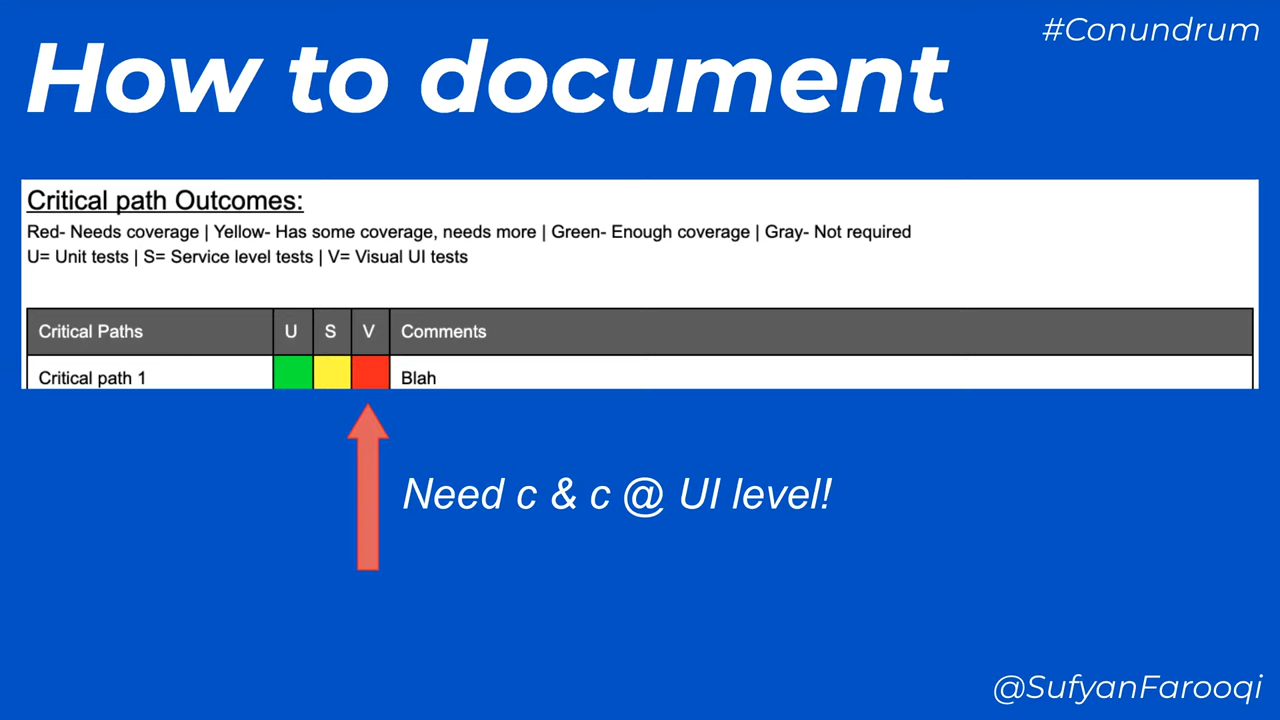 #Conundrum
How to document
Critical path Outcomes:
Red- Needs coverage | Yellow- Has some coverage, needs more | Green- Enough coverage | Gray- Not required
U= Unit tests | S= Service level tests | V= Visual UI tests
Critical Paths U S V Comments
Critical path 1 Blah
Need c & c @ UI level!
@SufyanFarooqi